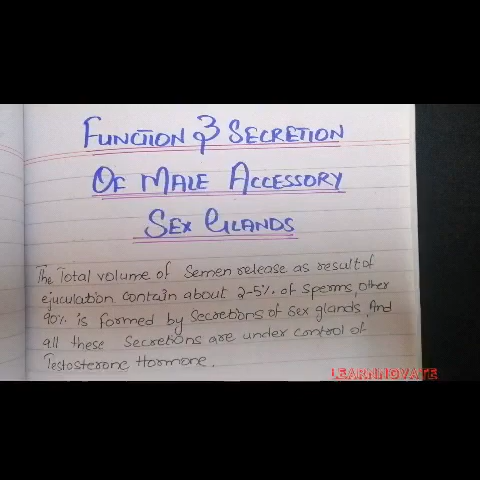 FUNCTION & SECRETION
OF MALE ACCESSORY
SEX GLANDS
The Total volume of Semen release as result of
ejuculation contain about 2-5% of sperms, other
90% is formed by secretions of sex glands, And
all these secretions are under control of
Testosterone Hormone.
LEARNNOVATE